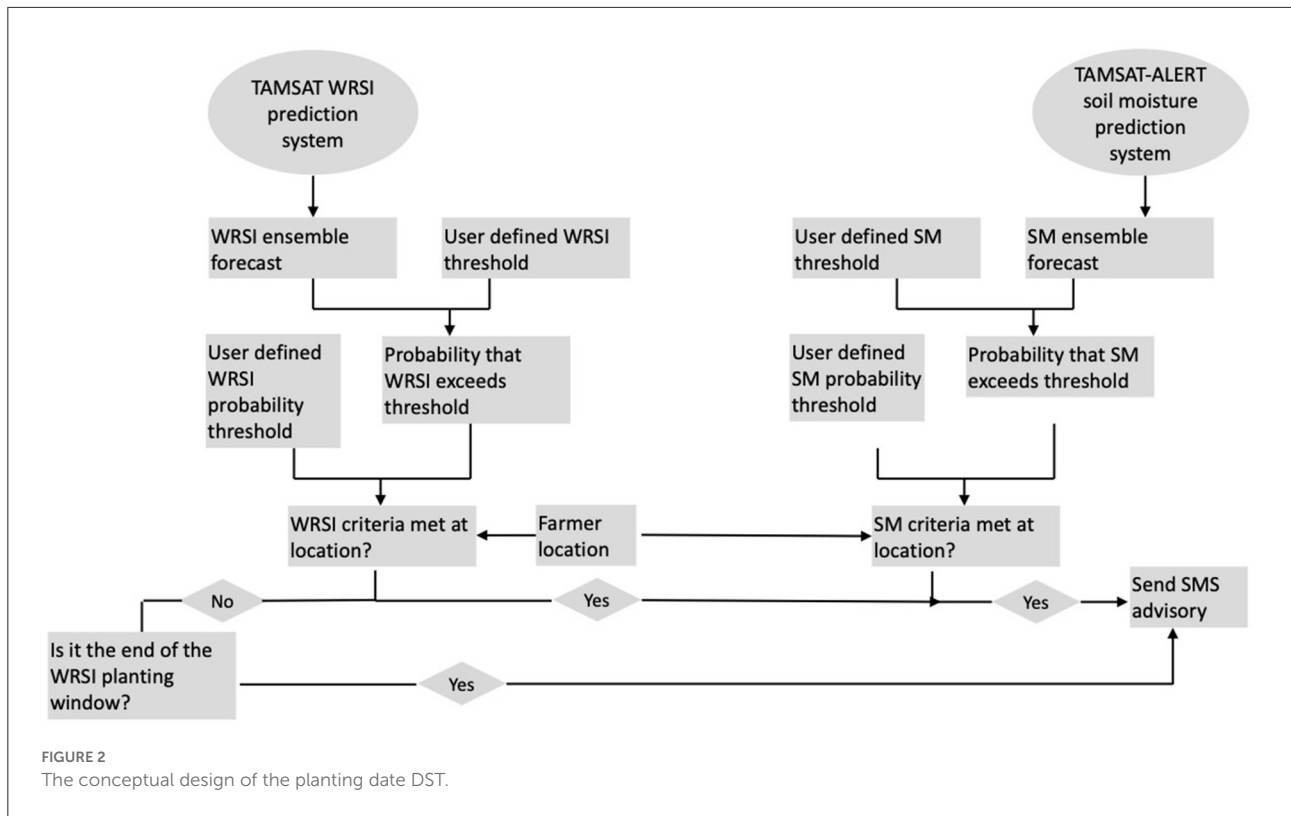 TAMSAT WRSI
prediction
system
TAMSAT-ALERT
soil moisture
prediction
system
WRSI ensemble
forecast
User defined WRSI
threshold
User defined SM
threshold
SM ensemble
forecast
User defined
WRSI
probability
threshold
Probability that
WRSI exceeds
threshold
User defined
SM probability
threshold
Probability that SM
exceeds threshold
WRSI criteria met at
location?
Farmer
location
SM criteria met at
location?
No
Yes
Yes
Send SMS
advisory
Is it the end of the
WRSI planting
window?
Yes
FIGURE 2
The conceptual design of the planting date DST.